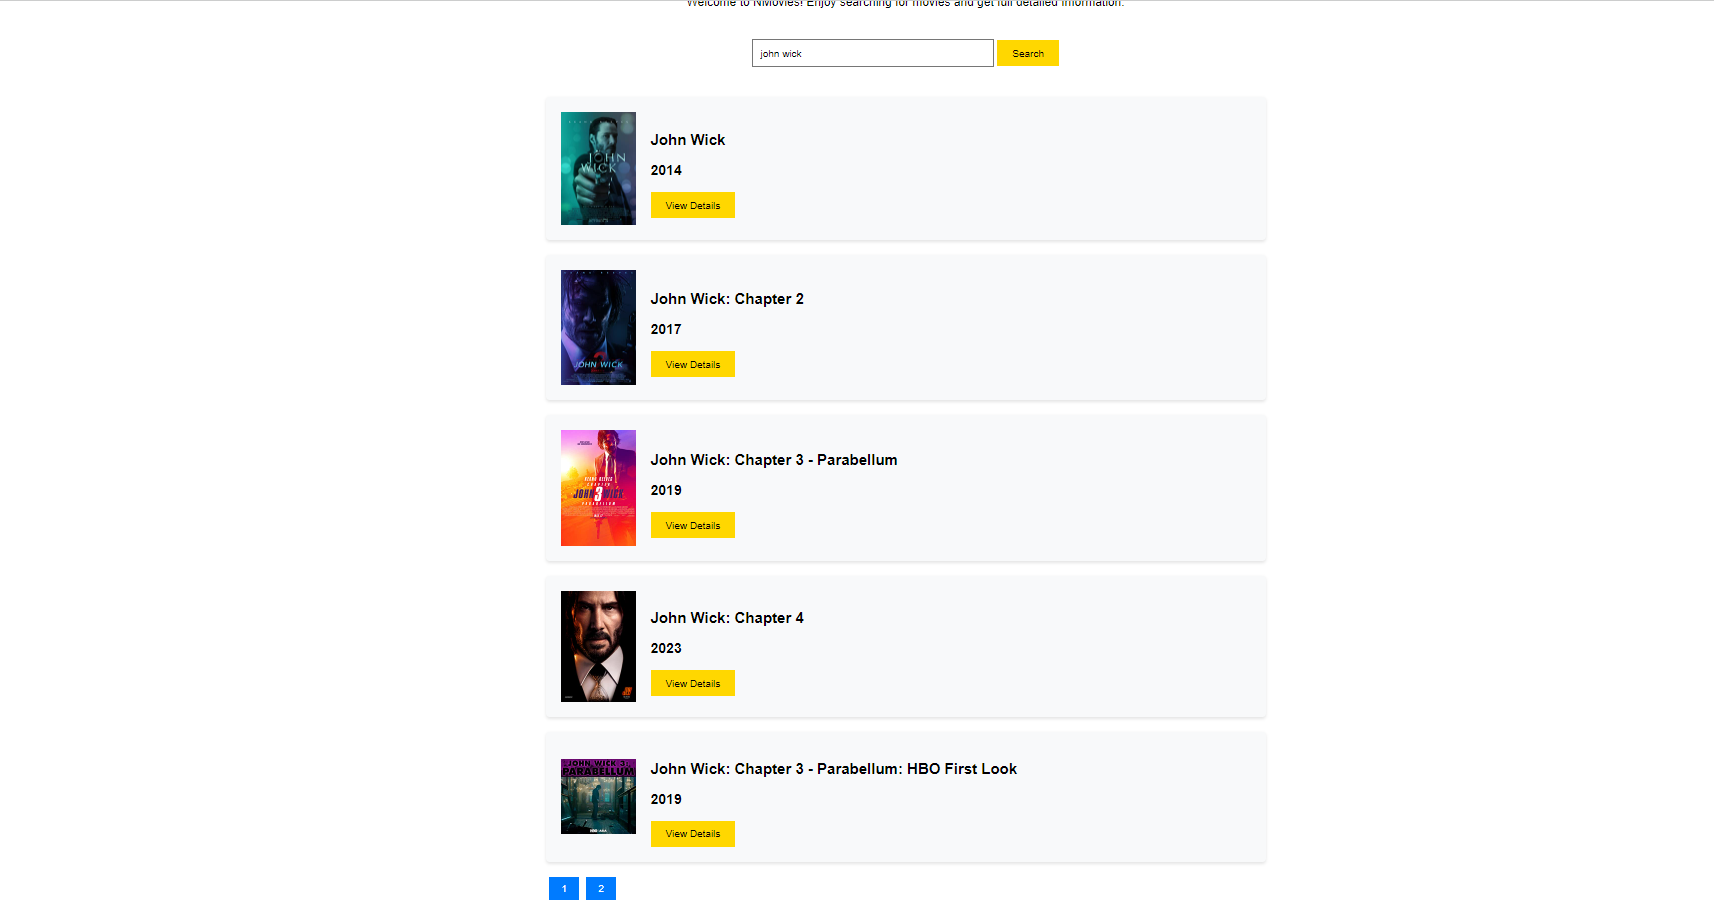 Welcome to NMovies! Enjoy searching for movies and get full detailed information.
john wick
Search
JOHN
WICK
John Wick
2014
View Details
JOHN WICK
John Wick: Chapter 2
2017
View Details
JOHN 3 WICK
John Wick: Chapter 3 - Parabellum
2019
View Details
John Wick: Chapter 4
2023
View Details
JOHN WICK 3:
PARABELLUM
John Wick: Chapter 3 - Parabellum: HBO First Look
2019
View Details
1
2